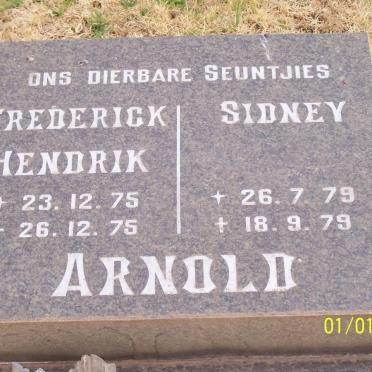 ONS DIERBARE SEUNTJIES
FREDERICK
HENDRIK
+ 23.12.75
+ 26.12.75
SIDNEY
+ 26.7.79
+ 18.9.79
ARNOLD
01/01